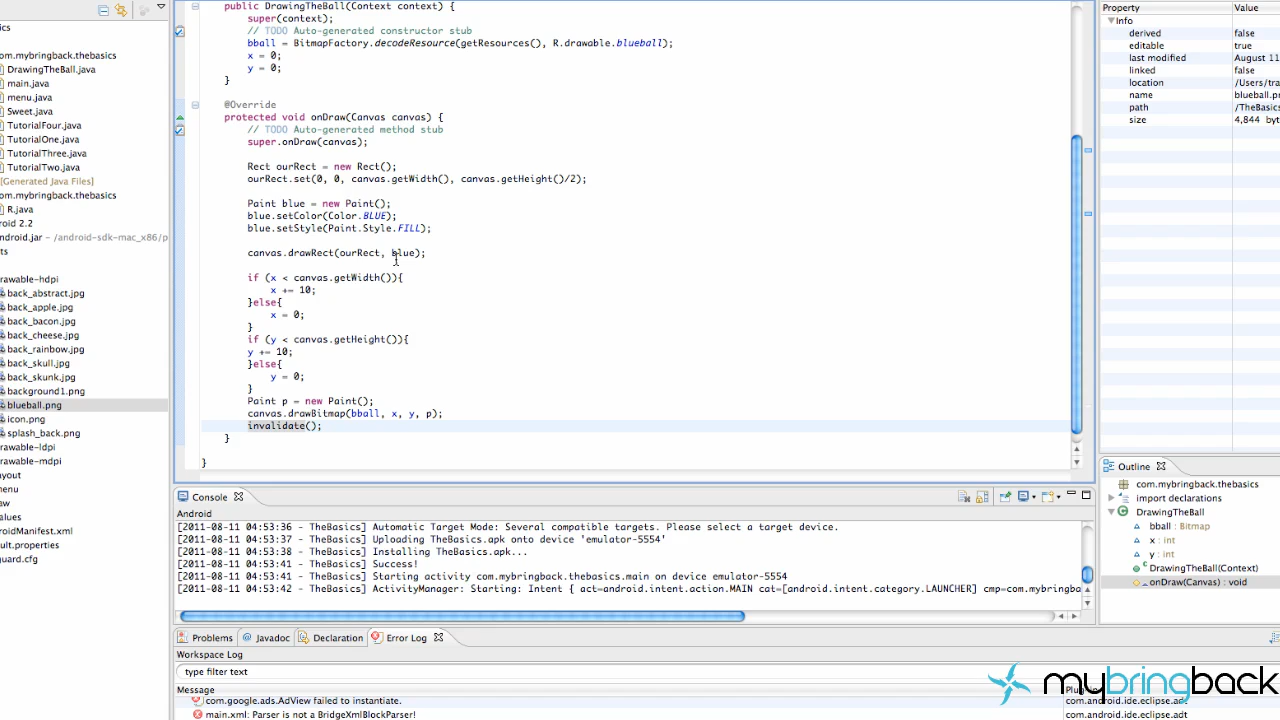 cs
om.mybringback.thebasics
DrawingTheBall.java
main.java
menu.java
Sweet.java
TutorialFour.java
TutorialOne.java
TutorialThree.java
TutorialTwo.java
[Generated Java Files]
om.mybringback.thebasics
R.java
roid 2.2
ndroid.jar - /android-sdk-mac_x86/p
ts
rawable-hdpi
back_abstract.jpg
back_apple.jpg
back_bacon.jpg
back_cheese.jpg
back_rainbow.jpg
back_skull.jpg
back_skunk.jpg
background1.png
blueball.png
icon.png
splash_back.png
rawable-ldpi
rawable-mdpi
yout
enu
aw
alues
roidManifest.xml
ult.properties
guard.cfg
public DrawingTheBall(Context context) {
super(context);
// TODO Auto-generated constructor stub
bball = BitmapFactory.decodeResource(getResources(), R.drawable.blueball);
x = 0;
y = 0;
}
@Override
protected void onDraw(Canvas canvas) {
// TODO Auto-generated method stub
super.onDraw(canvas);
Rect ourRect = new Rect();
ourRect.set(0, 0, canvas.getWidth(), canvas.getHeight()/2);
Paint blue = new Paint();
blue.setColor(Color.BLUE);
blue.setStyle(Paint.Style.FILL);
canvas.drawRect(ourRect, blue);
if (x < canvas.getWidth()){
x += 10;
}else{
x = 0;
}
if (y < canvas.getHeight()){
y += 10;
}else{
y = 0;
}
Paint p = new Paint();
canvas.drawBitmap(bball, x, y, p);
invalidate();
}
}
Console
Android
[2011-08-11 04:53:36 - TheBasics] Automatic Target Mode: Several compatible targets. Please select a target device.
[2011-08-11 04:53:37 - TheBasics] Uploading TheBasics.apk onto device 'emulator-5554'
[2011-08-11 04:53:38 - TheBasics] Installing TheBasics.apk...
[2011-08-11 04:53:41 - TheBasics] Success!
[2011-08-11 04:53:41 - TheBasics] Starting activity com.mybringback.thebasics.main on device emulator-5554
[2011-08-11 04:53:42 - TheBasics] ActivityManager: Starting: Intent { act=android.intent.action.MAIN cat=[android.intent.category.LAUNCHER] cmp=com.mybringba
Problems Javadoc Declaration Error Log
Workspace Log
type filter text
Message Plug-in
com.google.ads.AdView failed to instantiate. com.android.ide.eclipse.adt
main.xml: Parser is not a BridgeXmlBlockParser! com.android.ide.eclipse.adt
Property Value
Info
derived false
editable true
last modified August 11
linked false
location /Users/tra
name blueball.pn
path /TheBasics
size 4,844 byt
Outline
com.mybringback.thebasics
import declarations
DrawingTheBall
bball : Bitmap
x : int
y : int
DrawingTheBall(Context)
onDraw(Canvas) : void
mybringback